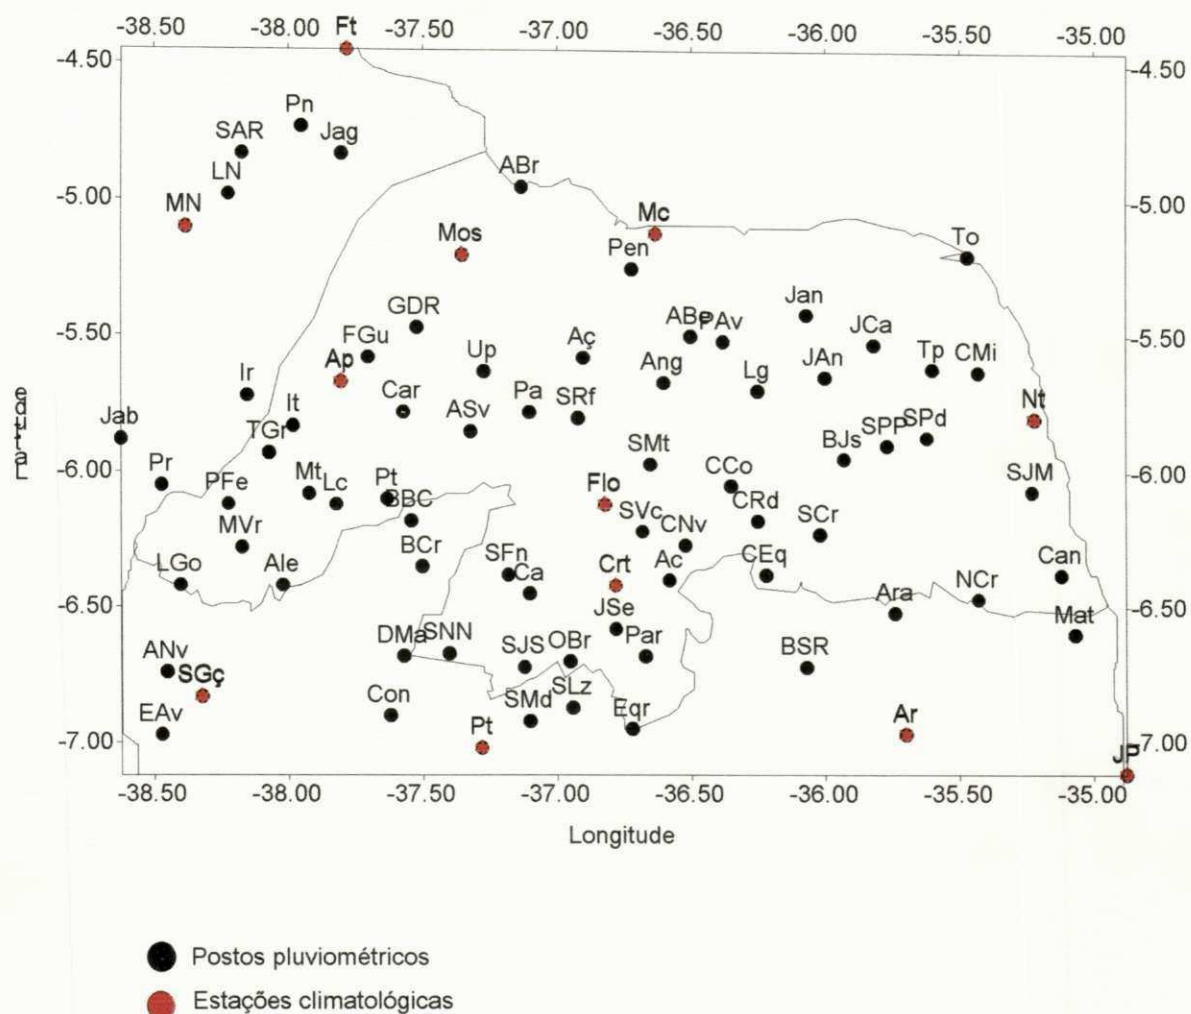 -38.50 -38.00 -37.50 -37.00 -36.50 -36.00 -35.50 -35.00
Ft
-4.50 -4.50
Pn
SAR Jag
LN ABr
-5.00 -5.00
MN Mc
Mos Pen To
Jan
GDR ABe PAv JCa
-5.50 -5.50
FGu Up Aç Tp CMi
Ap Ang Lg JAn
Ir Car Pa SRf Nt
It ASv
Jab TGr BJs SPP SPd
-6.00 -6.00
Pr SMt CCo SJM
PFe Mt Lc Pt BBC Flo CRd
MVr SVc CNv SCr
LGo Ale BCr SFn Ca Crt Ac CEq Can
-6.50 -6.50
JSe Ara NCr Mat
ANv DMa SNN SJS OBr Par BSR
SGç Con SMd SLz
EAv Pt Eqr Ar
-7.00 -7.00
JP
-38.50 -38.00 -37.50 -37.00 -36.50 -36.00 -35.50 -35.00
Latitude
Longitude
Postos pluviométricos
Estações climatológicas